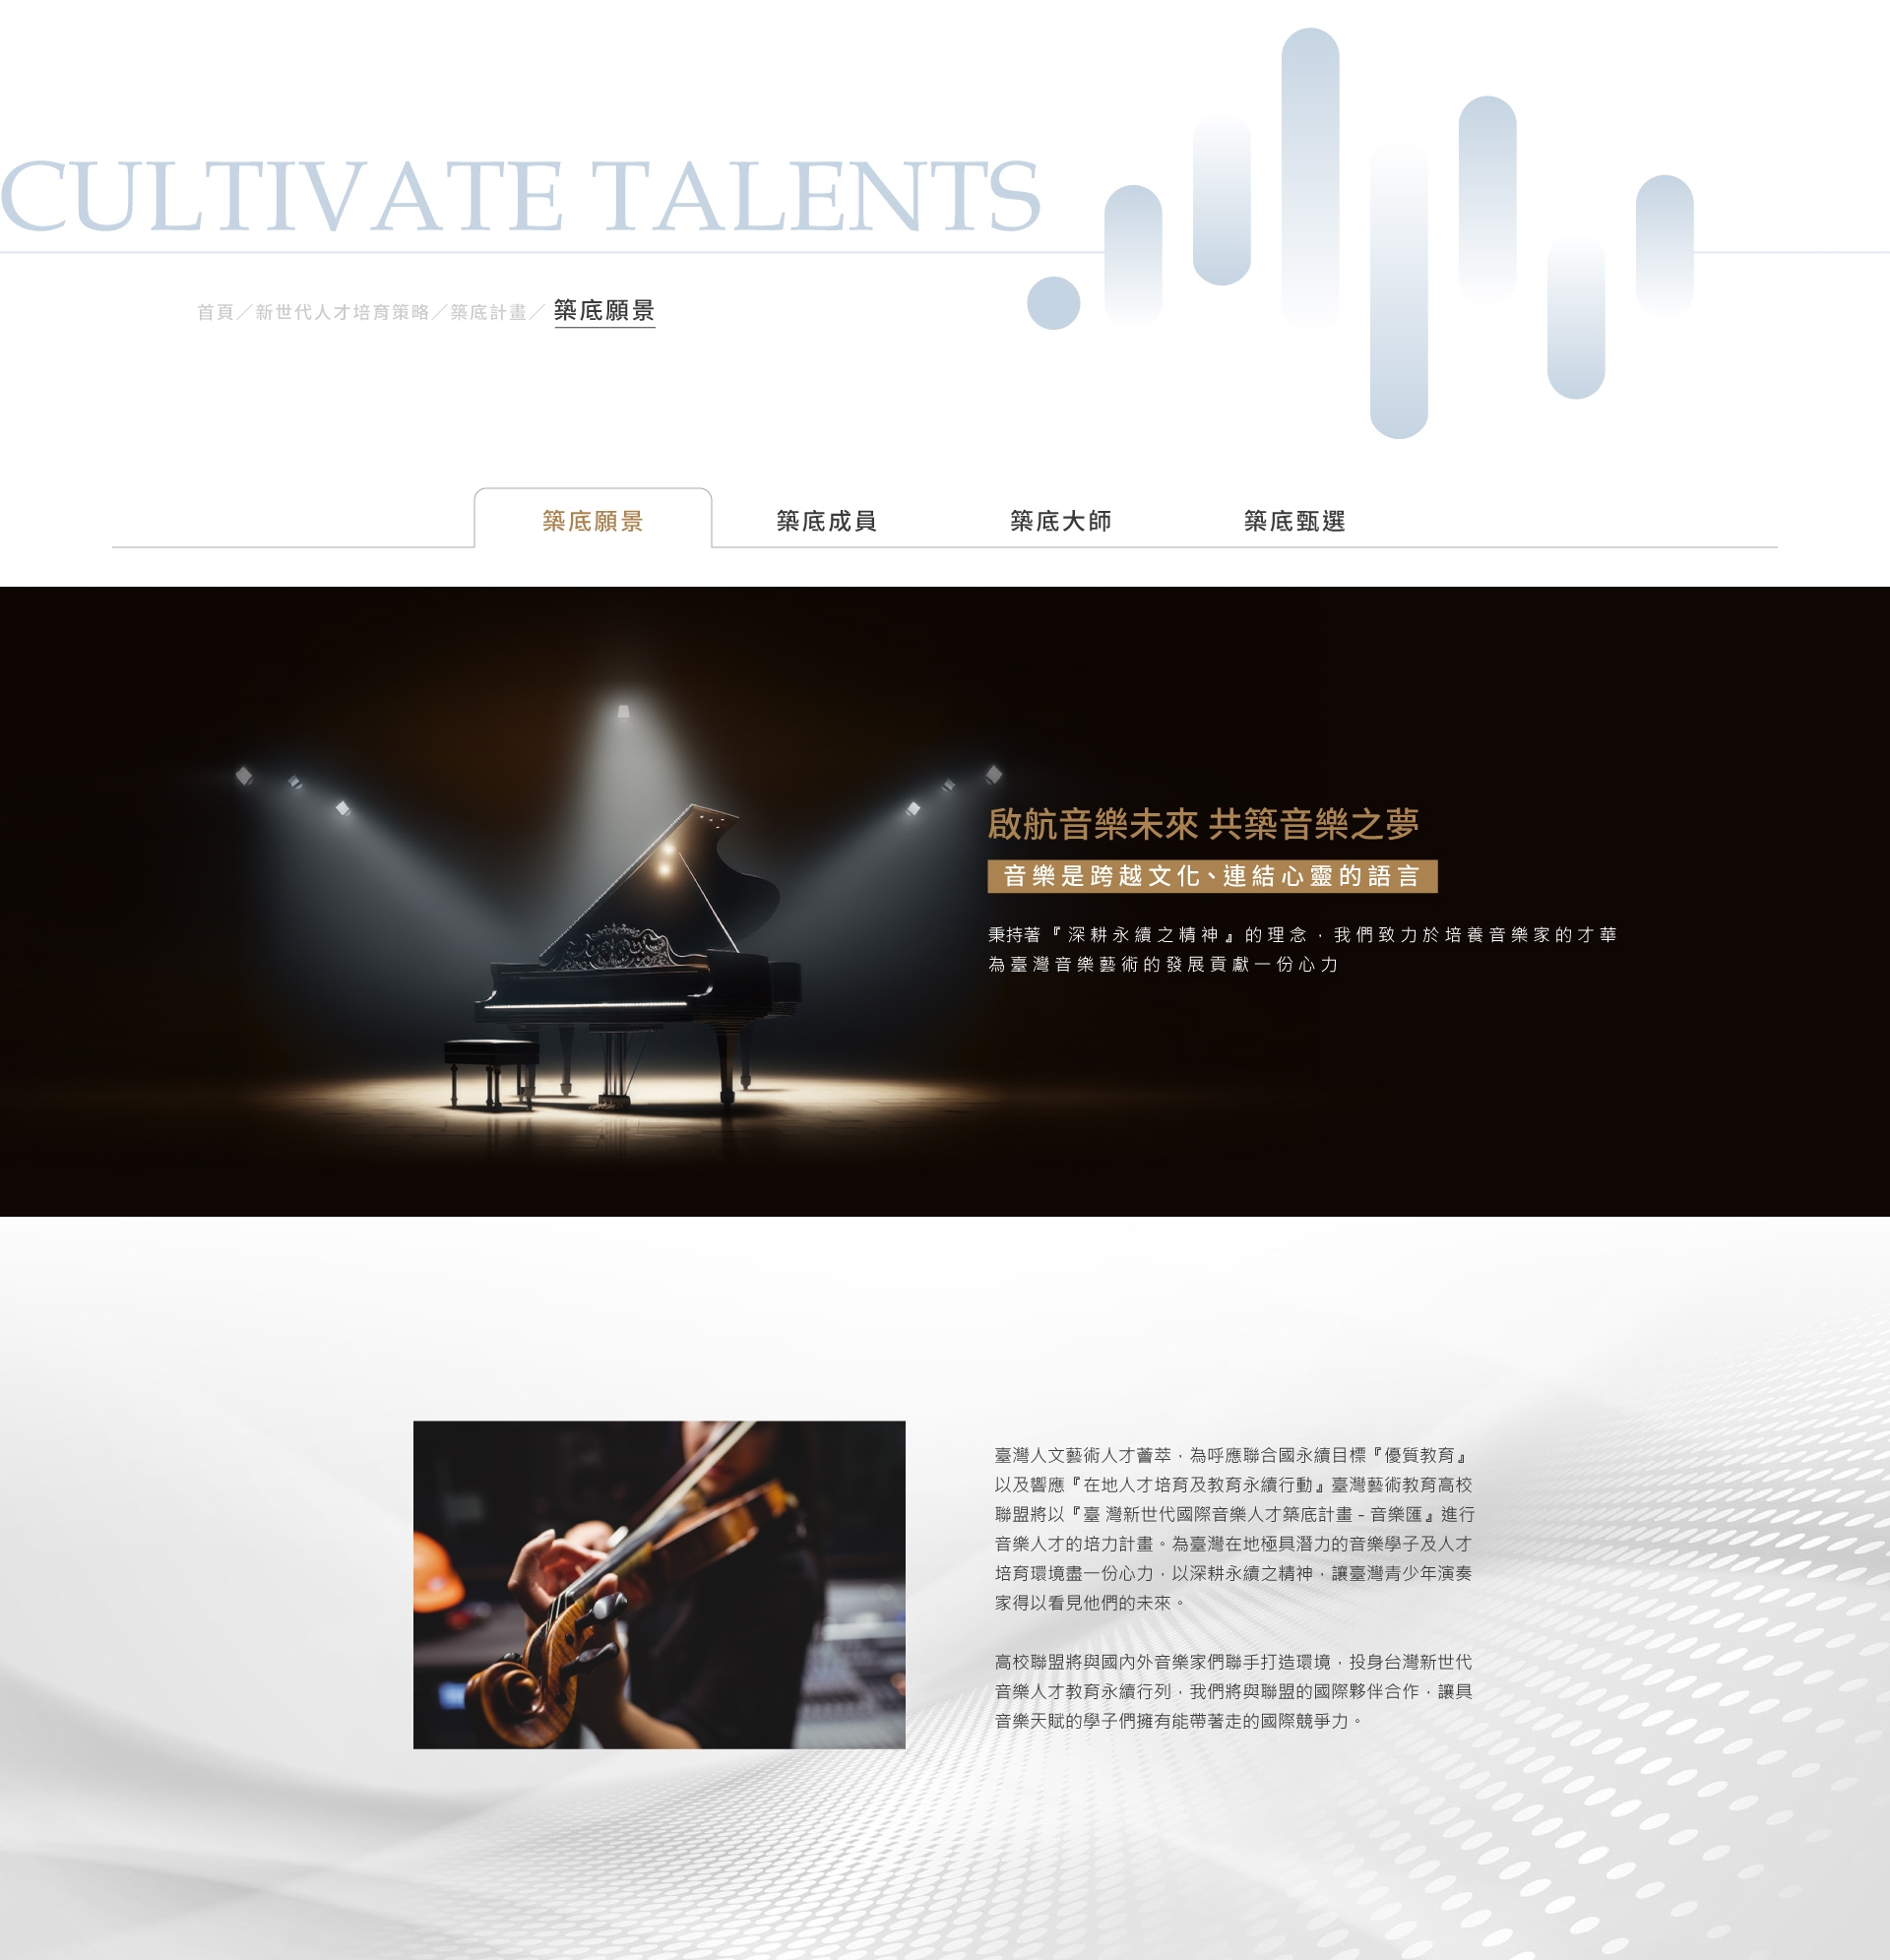 CULTIVATE TALENTS
首頁／新世代人才培育策略／築底計畫／築底願景
築底願景
築底成員
築底大師
築底甄選
啟航音樂未來 共築音樂之夢
音樂是跨越文化、連結心靈的語言
秉持著『深耕永續之精神』的理念，我們致力於培養音樂家的才華
為臺灣音樂藝術的發展貢獻一份心力
臺灣人文藝術人才薈萃，為呼應聯合國永續目標『優質教育』
以及響應『在地人才培育及教育永續行動』臺灣藝術教育高校
聯盟將以『臺 灣新世代國際音樂人才築底計畫 - 音樂匯』進行
音樂人才的培力計畫。為臺灣在地極具潛力的音樂學子及人才
培育環境盡一份心力，以深耕永續之精神，讓臺灣青少年演奏
家得以看見他們的未來。
高校聯盟將與國內外音樂家們聯手打造環境，投身台灣新世代
音樂人才教育永續行列，我們將與聯盟的國際夥伴合作，讓具
音樂天賦的學子們擁有能帶著走的國際競爭力。